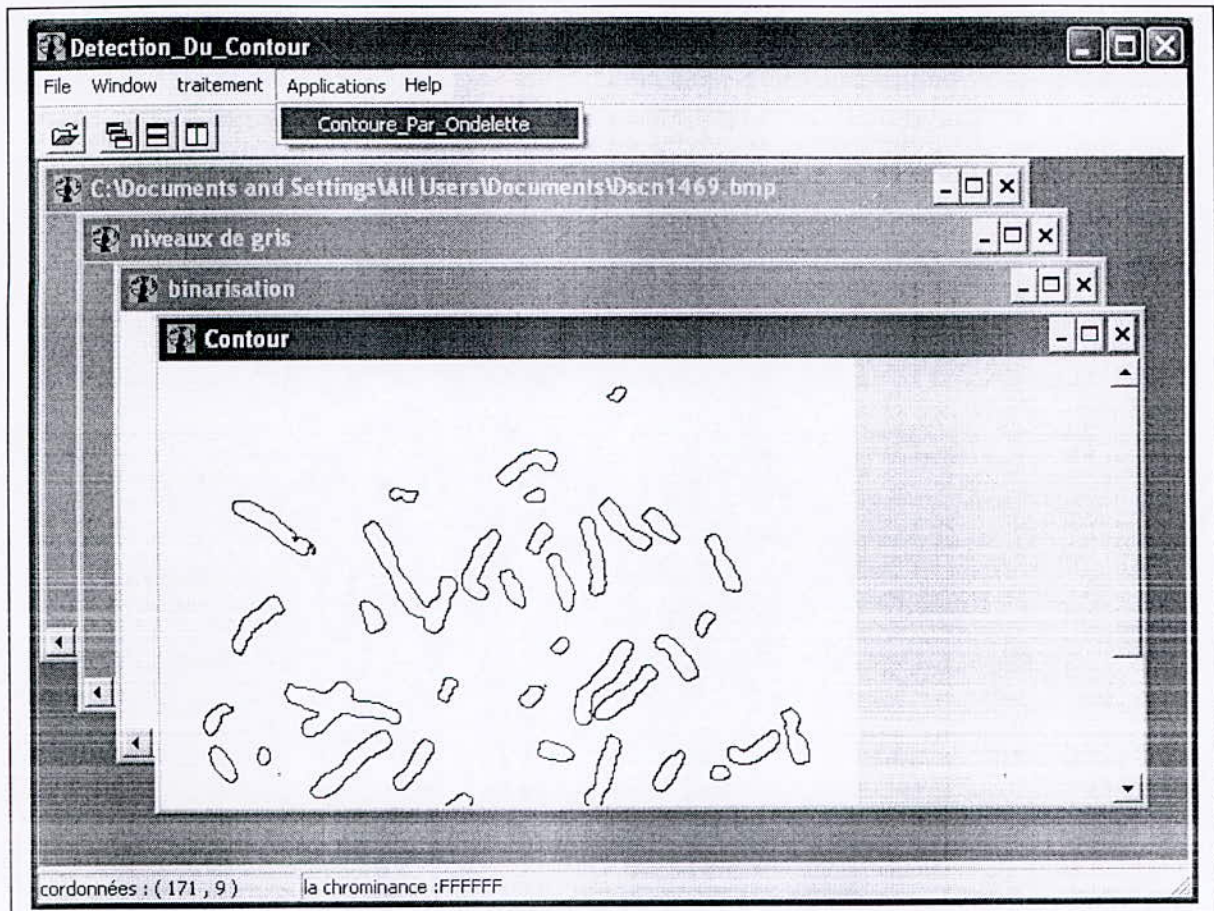 Detection_Du_Contour
File Window traitement Applications Help
Contoure_Par_Ondelette
C:\Documents and Settings\All Users\Documents\Dscn1469.bmp
niveaux de gris
binarisation
Contour
cordonnées : ( 171 , 9 ) la chrominance :FFFFFF